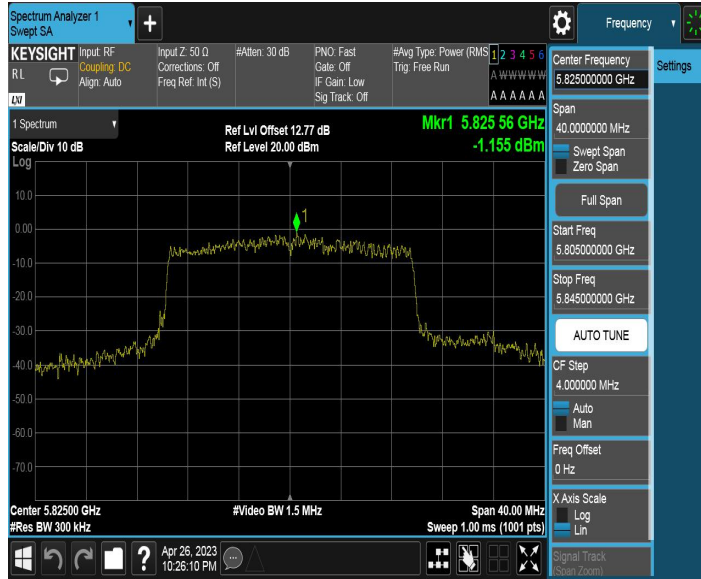 Spectrum Analyzer 1
Swept SA
Frequency
KEYSIGHT
RL
LXI
Input: RF
Coupling: DC
Align: Auto
Input Z: 50 Ω
Corrections: Off
Freq Ref: Int (S)
#Atten: 30 dB
PNO: Fast
Gate: Off
IF Gain: Low
Sig Track: Off
#Avg Type: Power (RMS
Trig: Free Run
1 2 3 4 5 6
A W W W W W
A A A A A A
Center Frequency
5.825000000 GHz
Settings
Span
40.0000000 MHz
Swept Span
Zero Span
Full Span
Start Freq
5.805000000 GHz
Stop Freq
5.845000000 GHz
AUTO TUNE
CF Step
4.000000 MHz
Auto
Man
Freq Offset
0 Hz
X Axis Scale
Log
Lin
Signal Track
(Span Zoom)
1 Spectrum
Scale/Div 10 dB
Ref Lvl Offset 12.77 dB
Ref Level 20.00 dBm
Mkr1 5.825 56 GHz
-1.155 dBm
Log
10.0
0.00
-10.0
-20.0
-30.0
-40.0
-50.0
-60.0
-70.0
1
Center 5.82500 GHz
#Res BW 300 kHz
#Video BW 1.5 MHz
Span 40.00 MHz
Sweep 1.00 ms (1001 pts)
?
Apr 26, 2023
10:26:10 PM